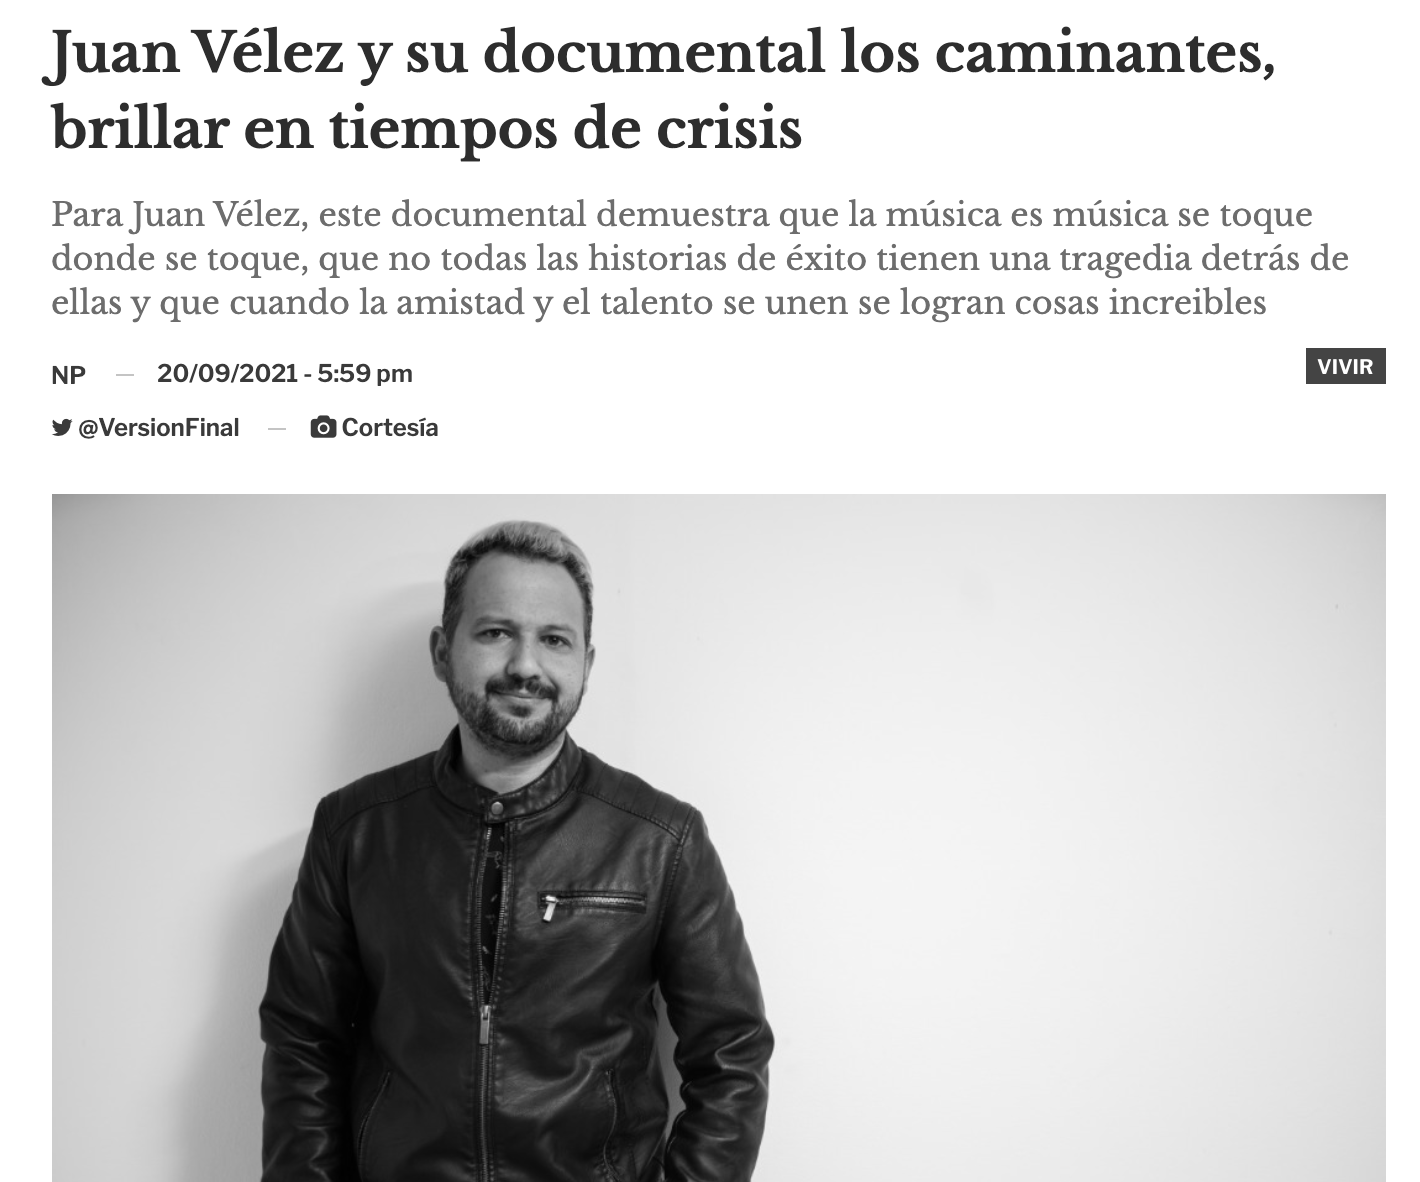 Juan Vélez y su documental los caminantes,
brillar en tiempos de crisis
Para Juan Vélez, este documental demuestra que la música es música se toque
donde se toque, que no todas las historias de éxito tienen una tragedia detrás de
ellas y que cuando la amistad y el talento se unen se logran cosas increibles
NP — 20/09/2021 - 5:59 pm
VIVIR
@VersionFinal — Cortesía